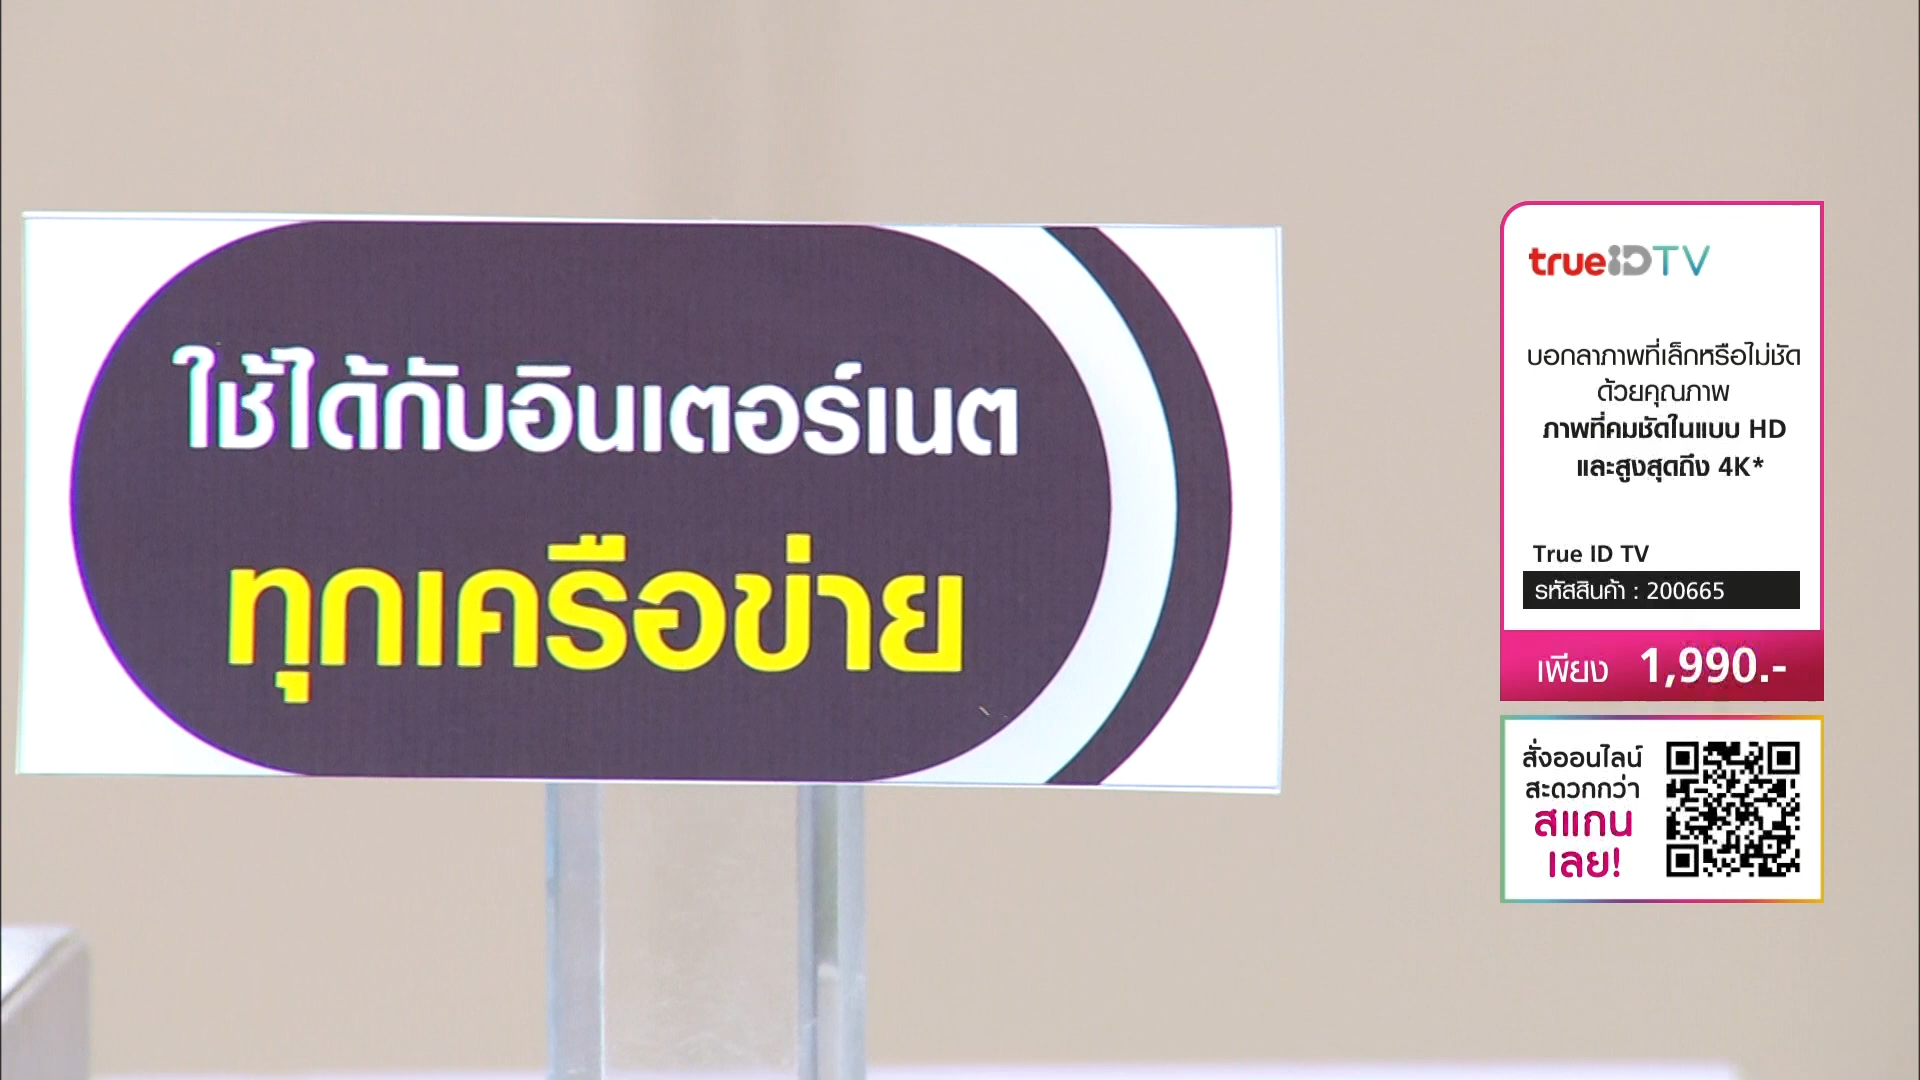 ใช้ได้กับอินเตอร์เนต
ทุกเครือข่าย
trueID TV
บอกลาภาพที่เล็กหรือไม่ชัด
ด้วยคุณภาพ
ภาพที่คมชัดในแบบ HD
และสูงสุดถึง 4K*
True ID TV
รหัสสินค้า : 200665
เพียง 1,990.-
สั่งออนไลน์
สะดวกกว่า
สแกน
เลย!